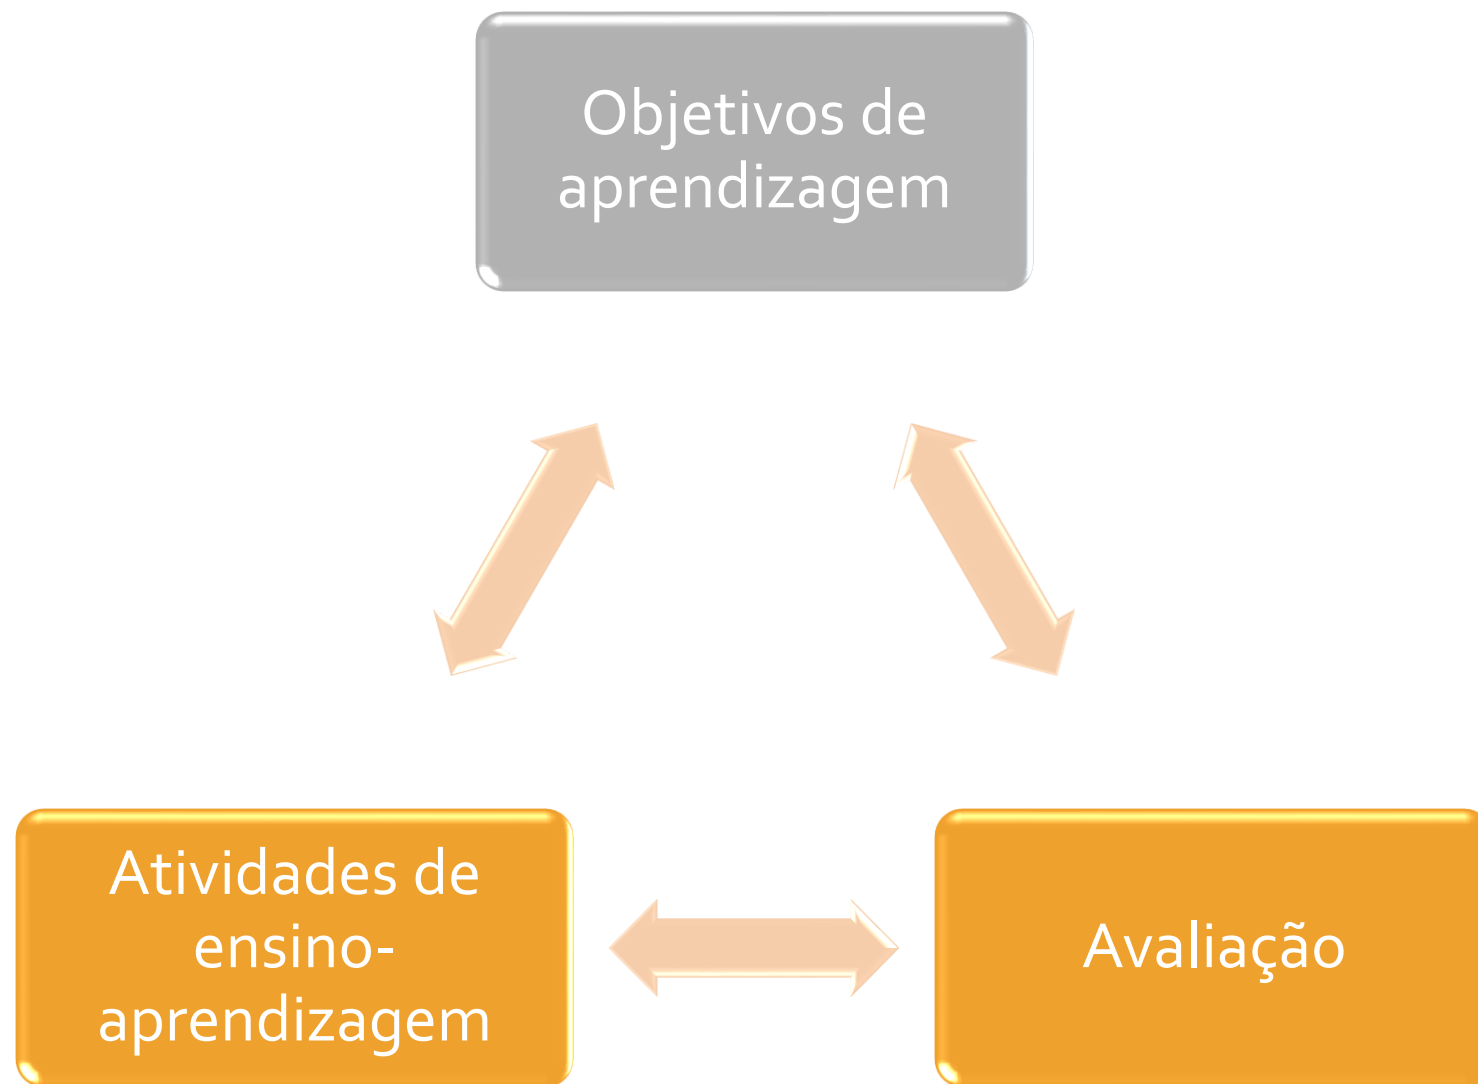 Objetivos de
aprendizagem
Atividades de
ensino-
aprendizagem
Avaliação